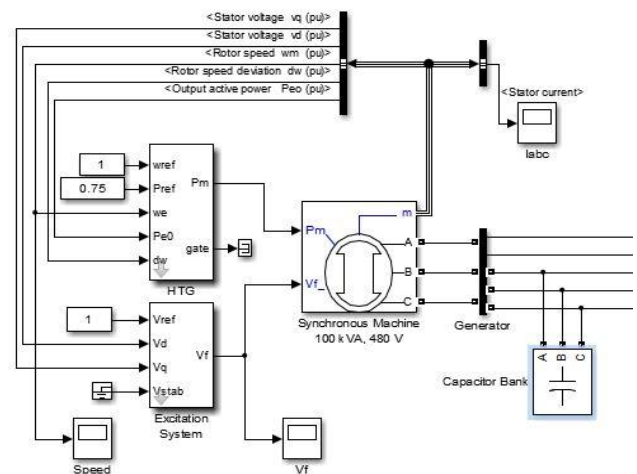 <Stator voltage vq (pu)>
<Stator voltage vd (pu)>
<Rotor speed wm (pu)>
<Rotor speed deviation dw (pu)>
<Output active power Peo (pu)>
<Stator current>
Iabc
1
wref
0.75
Pref
we
Pe0
dw
Pm
gate
HTG
m
Pm
Vf_
A
B
C
Synchronous Machine
100 kVA, 480 V
Generator
A
B
C
Capacitor Bank
1
Vref
Vd
Vq
Vstab
Vf
Excitation
System
Speed
Vf